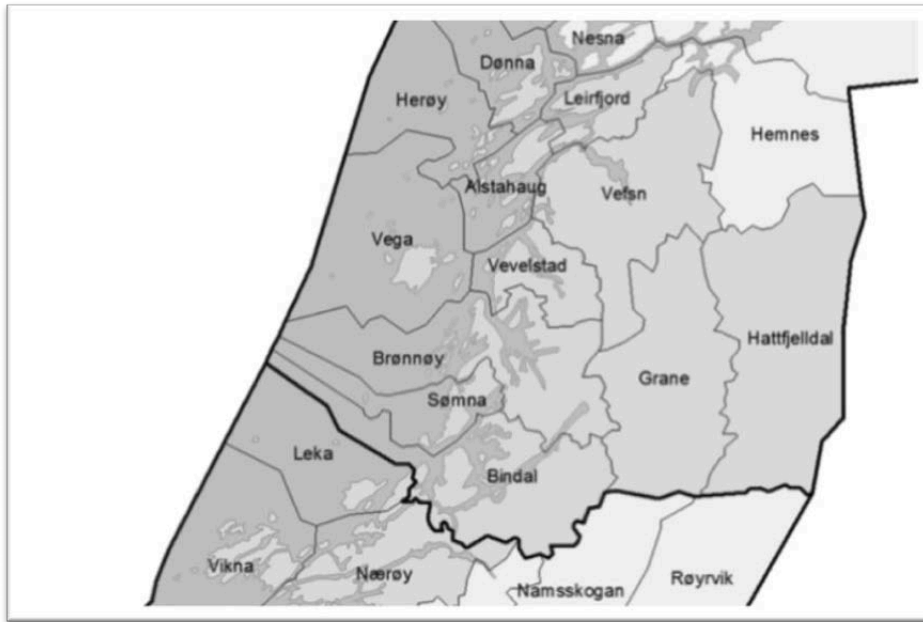 Nesna
Dønna
Herøy
Leirfjord
Hemnes
Alstahaug
Vefsn
Vega
Vevelstad
Brønnøy
Hattfjelldal
Grane
Sømna
Leka
Bindal
Vikna
Nærøy
Namsskogan
Røyrvik